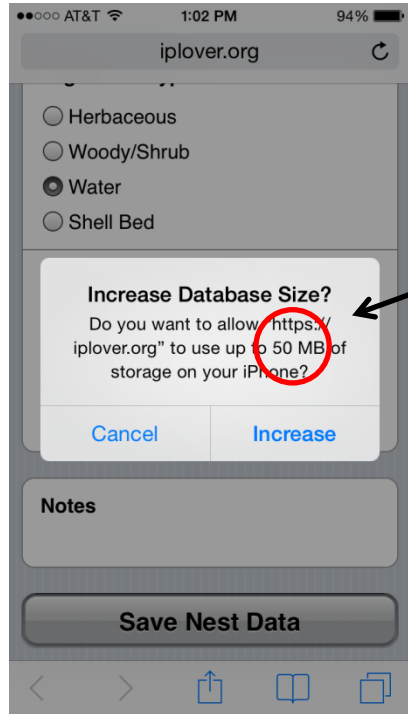 AT&T 1:02 PM 94%
iplover.org
Herbaceous
Woody/Shrub
Water
Shell Bed
Increase Database Size?
Do you want to allow “https://
iplover.org” to use up to 50 MB of
storage on your iPhone?
Cancel Increase
Notes
Save Nest Data